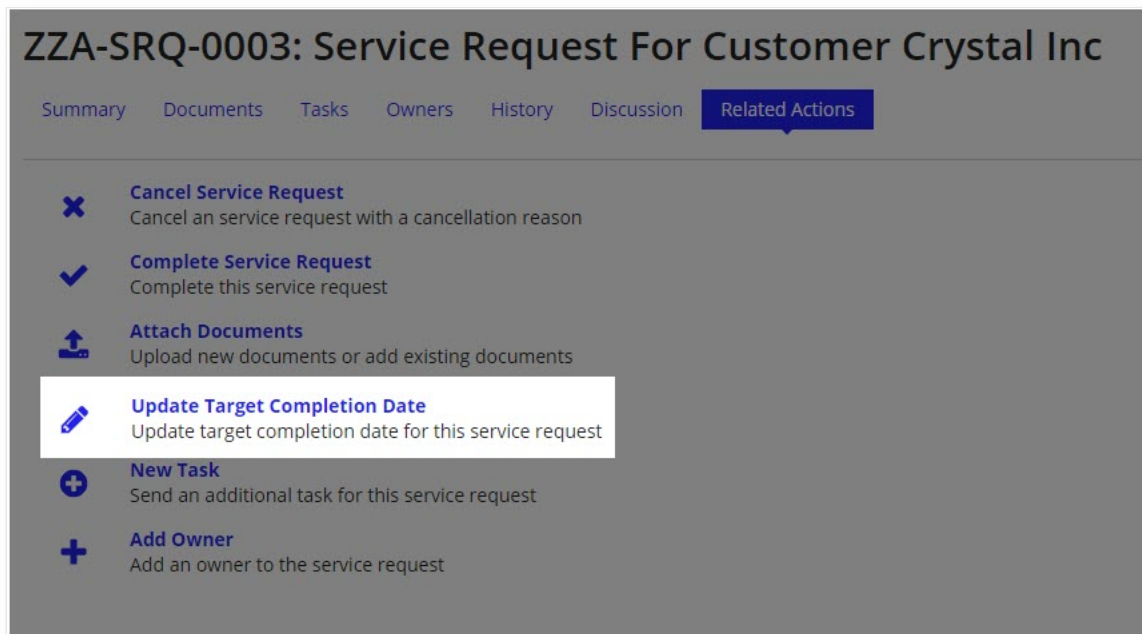 ZZA-SRQ-0003: Service Request For Customer Crystal Inc
Summary Documents Tasks Owners History Discussion Related Actions
Cancel Service Request
Cancel an service request with a cancellation reason
Complete Service Request
Complete this service request
Attach Documents
Upload new documents or add existing documents
Update Target Completion Date
Update target completion date for this service request
New Task
Send an additional task for this service request
Add Owner
Add an owner to the service request